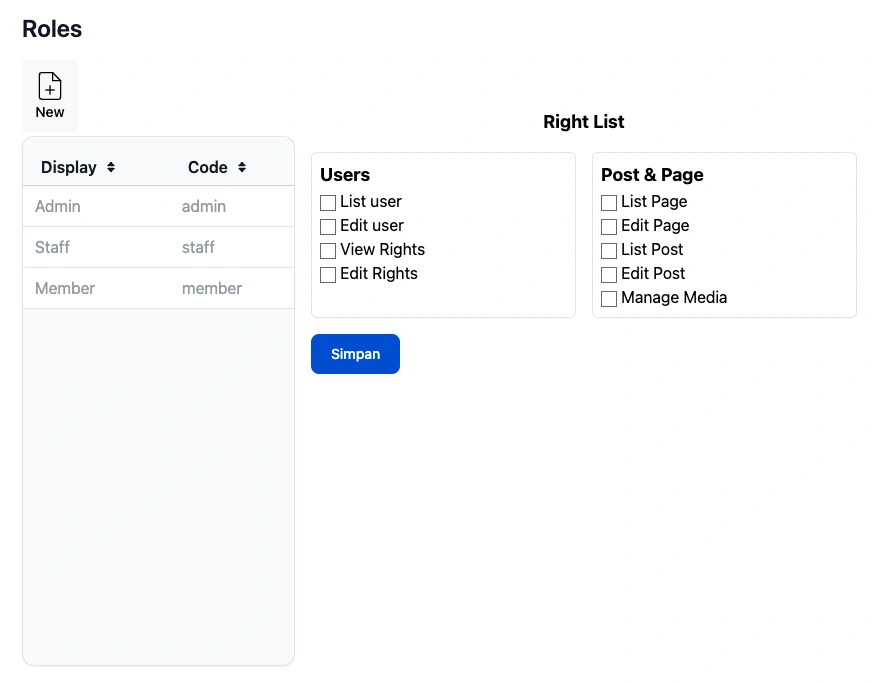 Roles
New
Display Code
Admin admin
Staff staff
Member member
Right List
Users
List user
Edit user
View Rights
Edit Rights
Post & Page
List Page
Edit Page
List Post
Edit Post
Manage Media
Simpan